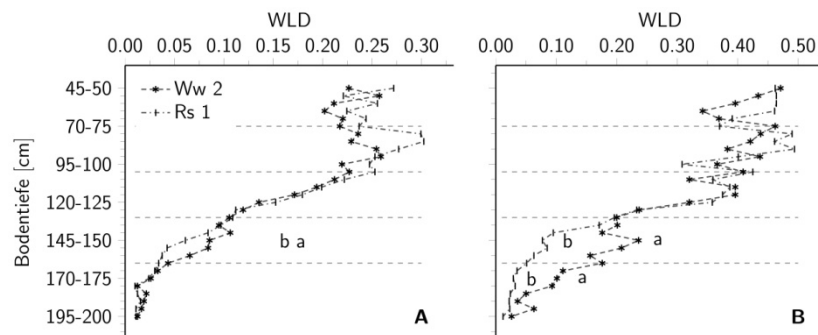 WLD WLD
0.00 0.05 0.10 0.15 0.20 0.25 0.30 0.00 0.10 0.20 0.30 0.40 0.50
45-50
Ww 2
Rs 1
70-75
95-100
120-125
b a b a
145-150
170-175 b a
195-200
A B
Bodentiefe [cm]